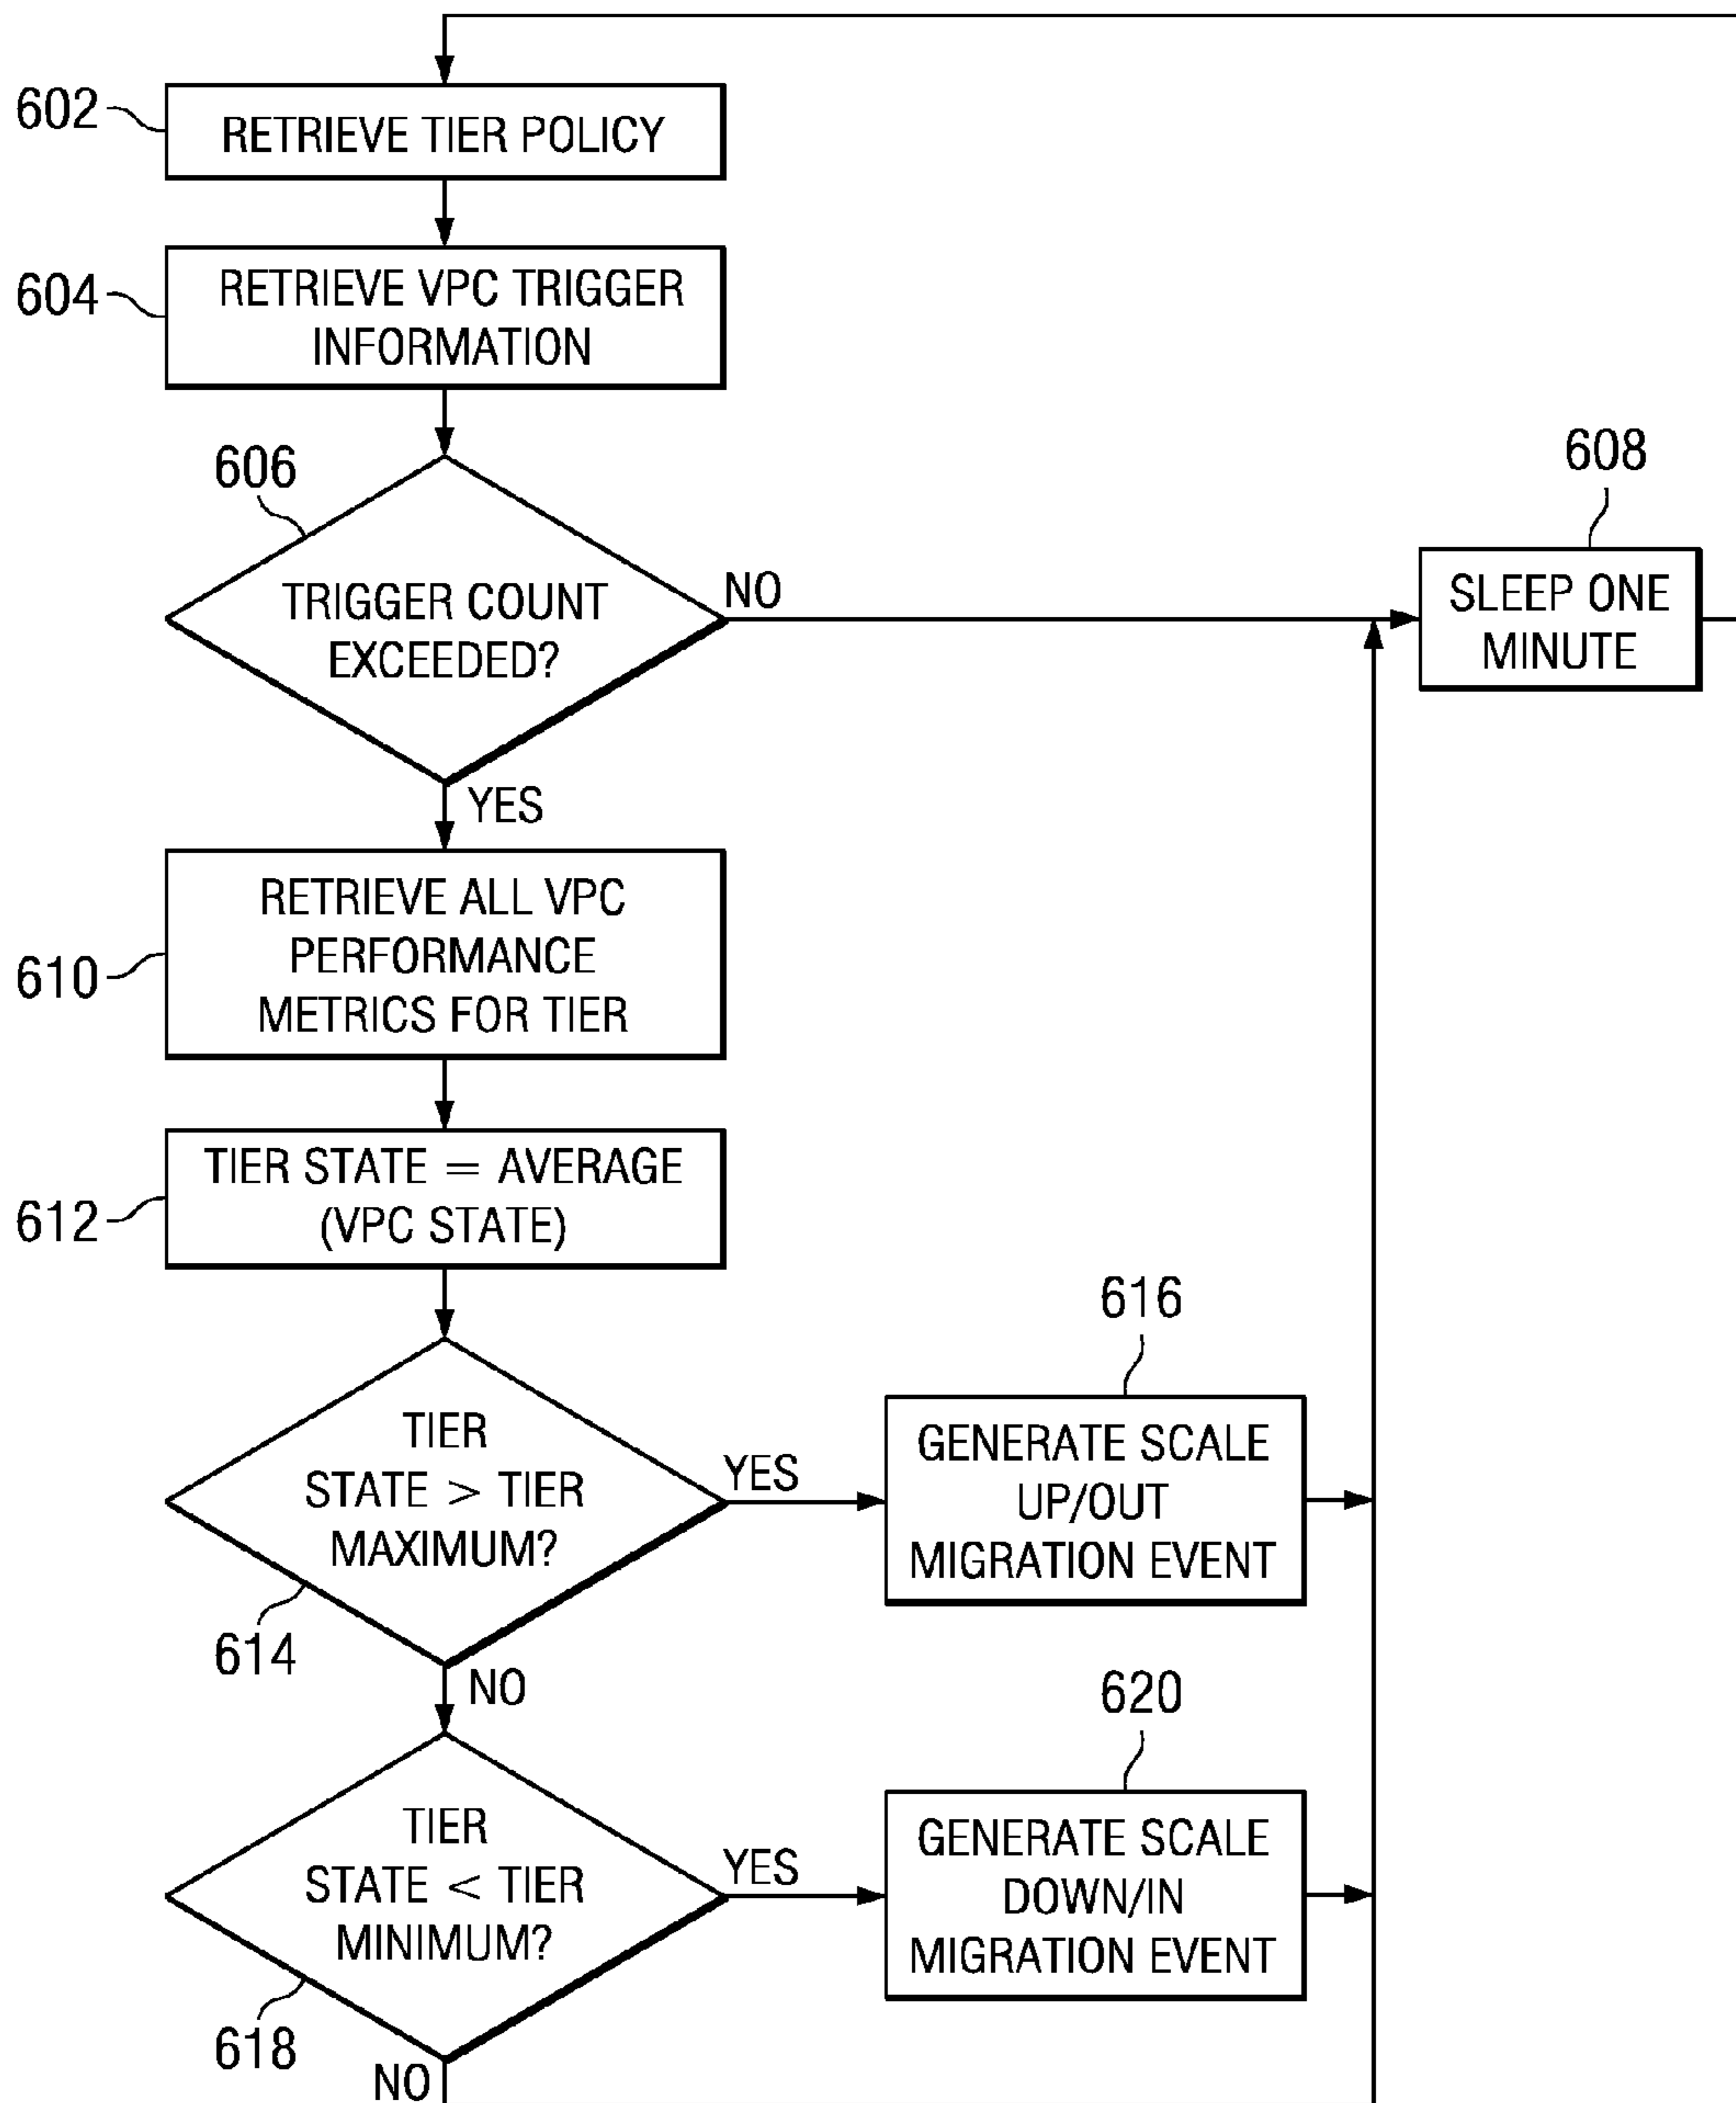 602
RETRIEVE TIER POLICY
604
RETRIEVE VPC TRIGGER
INFORMATION
606
TRIGGER COUNT
EXCEEDED?
NO
608
SLEEP ONE
MINUTE
YES
610
RETRIEVE ALL VPC
PERFORMANCE
METRICS FOR TIER
612
TIER STATE = AVERAGE
(VPC STATE)
614
TIER
STATE > TIER
MAXIMUM?
YES
616
GENERATE SCALE
UP/OUT
MIGRATION EVENT
NO
618
TIER
STATE < TIER
MINIMUM?
YES
620
GENERATE SCALE
DOWN/IN
MIGRATION EVENT
NO